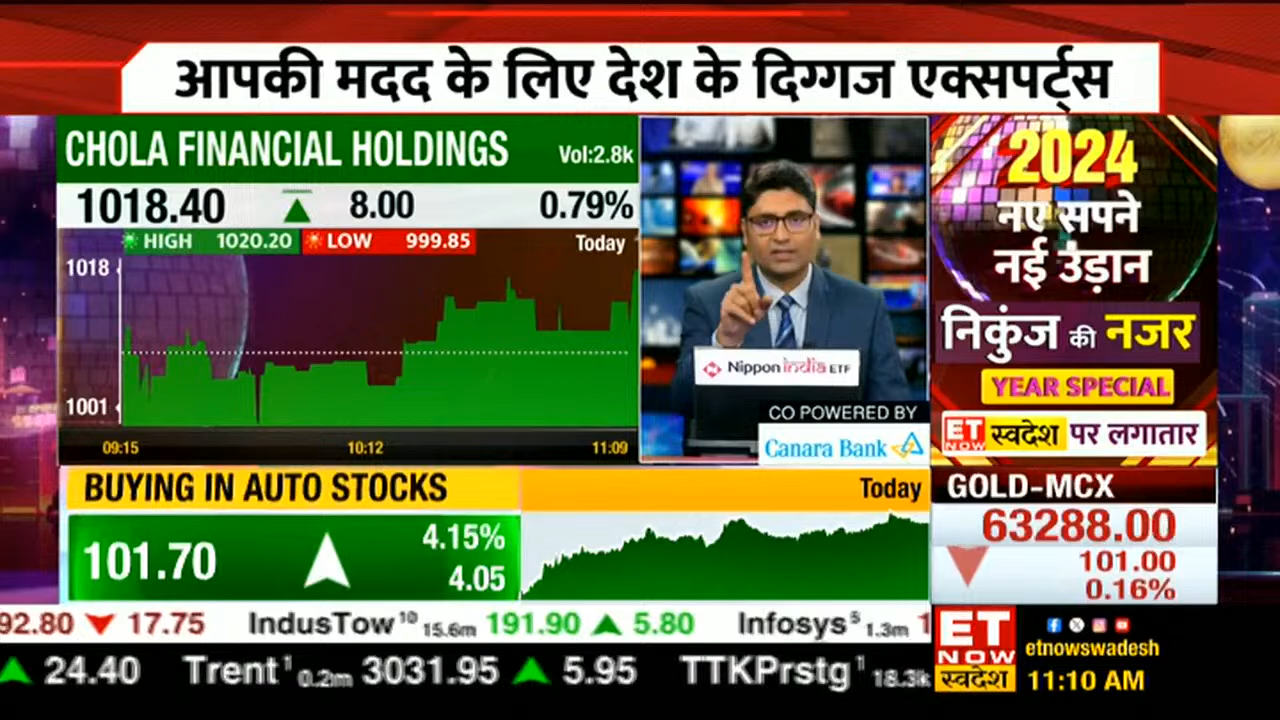 आपकी मदद के लिए देश के दिग्गज एक्सपर्ट्स
CHOLA FINANCIAL HOLDINGS Vol:2.8k
1018.40 8.00 0.79%
HIGH 1020.20 LOW 999.85 Today
1018
1001
09:15 10:12 11:09
Nippon india ETF
CO POWERED BY
Canara Bank
2024
नए सपने
नई उड़ान
निकुंज की नजर
YEAR SPECIAL
ET NOW स्वदेश पर लगातार
BUYING IN AUTO STOCKS Today
101.70 4.15%
4.05
GOLD-MCX
63288.00
101.00
0.16%
92.80 17.75 IndusTow 10 15.6m 191.90 5.80 Infosys 5 1.3m 1
24.40 Trent 1 0.2m 3031.95 5.95 TTKPrstg 1 18.3k
ET
NOW
स्वदेश
etnowswadesh
11:10 AM